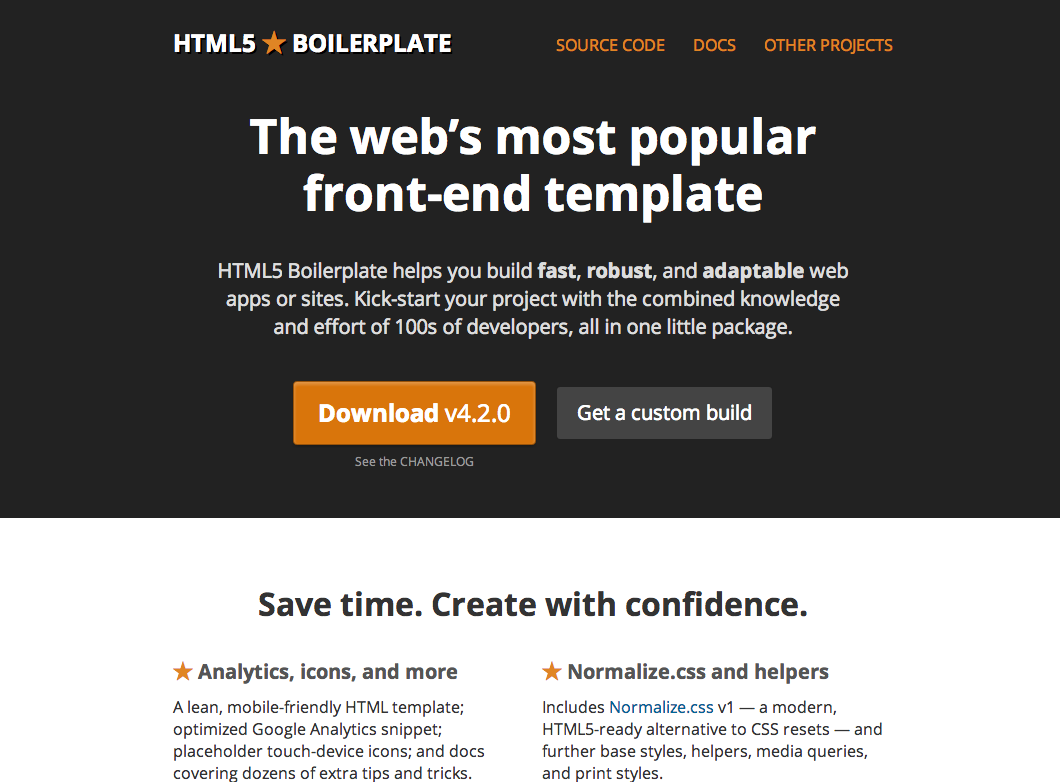 HTML5 ★ BOILERPLATE
SOURCE CODE DOCS OTHER PROJECTS
The web’s most popular
front-end template
HTML5 Boilerplate helps you build fast, robust, and adaptable web
apps or sites. Kick-start your project with the combined knowledge
and effort of 100s of developers, all in one little package.
Download v4.2.0
Get a custom build
See the CHANGELOG
Save time. Create with confidence.
★ Analytics, icons, and more
A lean, mobile-friendly HTML template;
optimized Google Analytics snippet;
placeholder touch-device icons; and docs
covering dozens of extra tips and tricks.
★ Normalize.css and helpers
Includes Normalize.css v1 — a modern,
HTML5-ready alternative to CSS resets — and
further base styles, helpers, media queries,
and print styles.